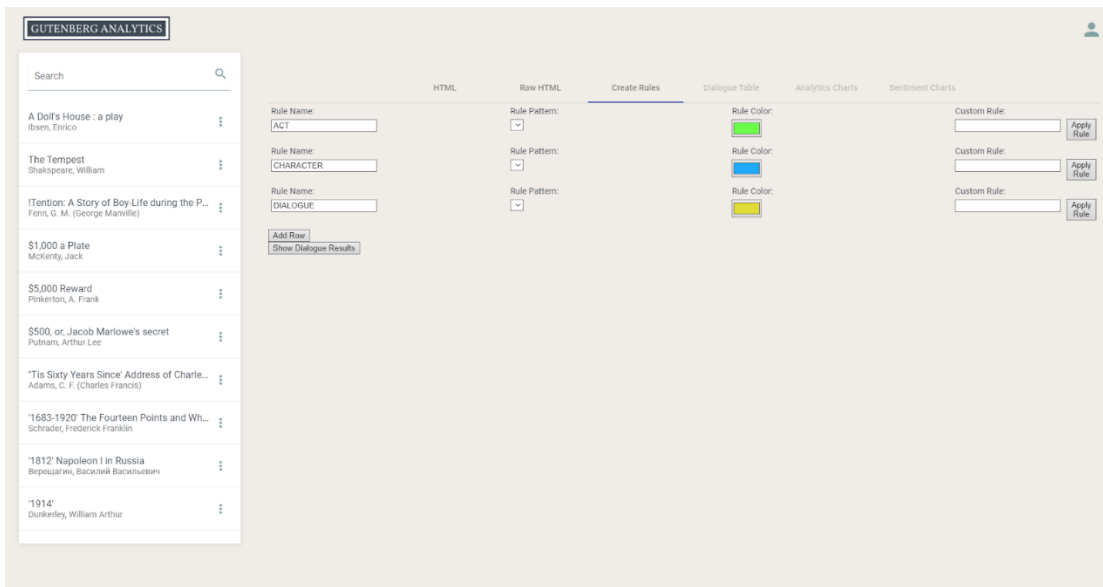 GUTENBERG ANALYTICS
Search
A Doll's House : a play
Ibsen, Enrico
The Tempest
Shakspeare, William
!Tention: A Story of Boy-Life during the P...
Fenn, G. M. (George Manville)
$1,000 a Plate
McKenty, Jack
$5,000 Reward
Pinkerton, A. Frank
$500, or, Jacob Marlowe's secret
Putnam, Arthur Lee
"Tis Sixty Years Since' Address of Charle...
Adams, C. F. (Charles Francis)
'1683-1920' The Fourteen Points and Wh...
Schrader, Frederick Franklin
'1812' Napoleon I in Russia
Верещагин, Василий Васильевич
'1914'
Dunkerley, William Arthur
HTML Raw HTML Create Rules Dialogue Table Analytics Charts Sentiment Charts
Rule Name: Rule Pattern: Rule Color: Custom Rule:
ACT Apply Rule
Rule Name: Rule Pattern: Rule Color: Custom Rule:
CHARACTER Apply Rule
Rule Name: Rule Pattern: Rule Color: Custom Rule:
DIALOGUE Apply Rule
Add Row
Show Dialogue Results